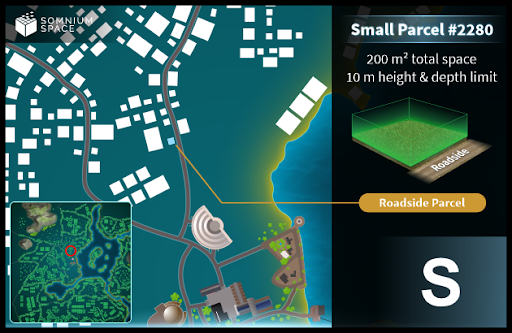 SOMNIUM
SPACE
Small Parcel #2280
200 m² total space
10 m height & depth limit
Roadside
Roadside Parcel
S